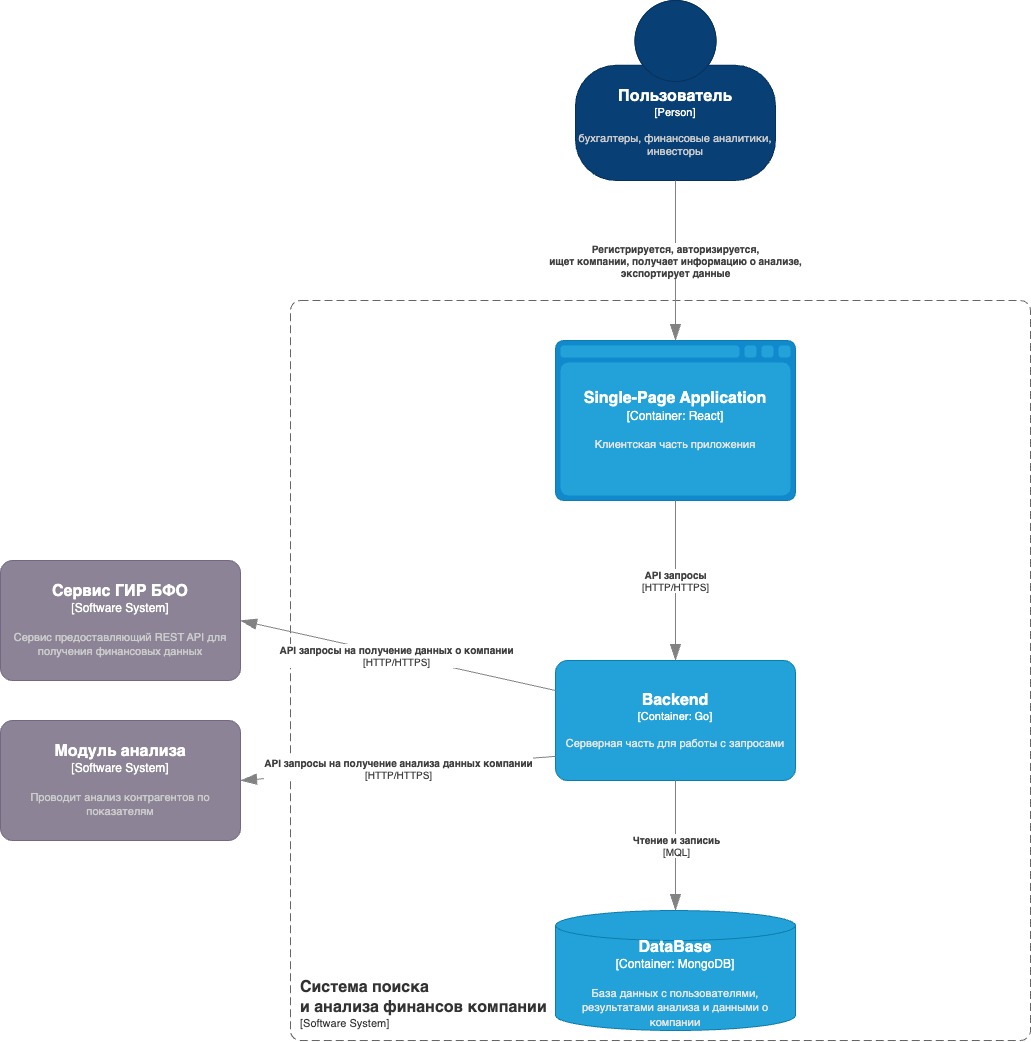 Пользователь
[Person]
бухгалтеры, финансовые аналитики,
инвесторы
Регистрируется, авторизируется,
ищет компании, получает информацию о анализе,
экспортирует данные
Single-Page Application
[Container: React]
Клиентская часть приложения
API запросы
[HTTP/HTTPS]
Сервис ГИР БФО
[Software System]
Сервис предоставляющий REST API для
получения финансовых данных
API запросы на получение данных о компании
[HTTP/HTTPS]
Backend
[Container: Go]
Серверная часть для работы с запросами
Модуль анализа
[Software System]
Проводит анализ контрагентов по
показателям
API запросы на получение анализа данных компании
[HTTP/HTTPS]
Чтение и записиь
[MQL]
DataBase
[Container: MongoDB]
База данных с пользователями,
результатами анализа и данными о
компании
Система поиска
и анализа финансов компании
[Software System]